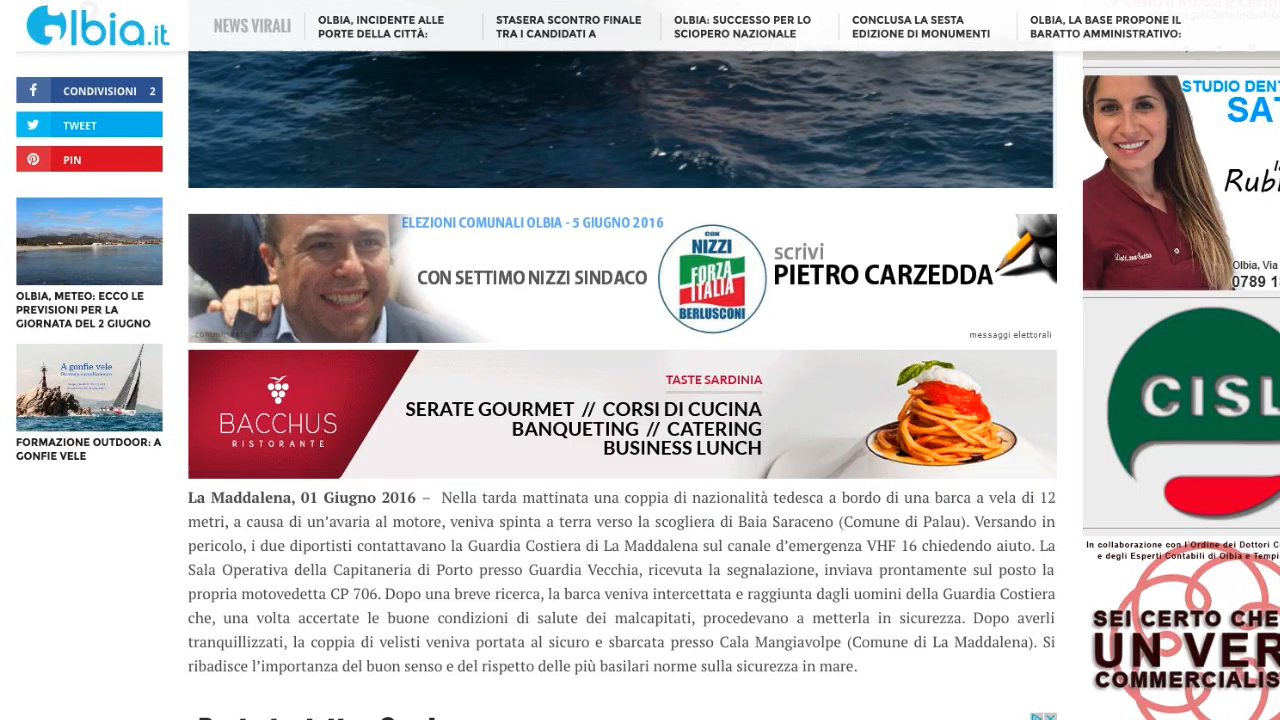 Olbia.it
NEWS VIRALI
OLBIA, INCIDENTE ALLE
PORTE DELLA CITTÀ:
STASERA SCONTRO FINALE
TRA I CANDIDATI A
OLBIA: SUCCESSO PER LO
SCIOPERO NAZIONALE
CONCLUSA LA SESTA
EDIZIONE DI MONUMENTI
OLBIA, LA BASE PROPONE IL
BARATTO AMMINISTRATIVO:
CONDIVISIONI 2
TWEET
PIN
OLBIA, METEO: ECCO LE
PREVISIONI PER LA
GIORNATA DEL 2 GIUGNO
A gonfie vele
FORMAZIONE OUTDOOR: A
GONFIE VELE
ELEZIONI COMUNALI OLBIA - 5 GIUGNO 2016
CON SETTIMO NIZZI SINDACO
CON
NIZZI
FORZA
ITALIA
BERLUSCONI
scrivi
PIETRO CARZEDDA
messaggi elettorali
BACCHUS
RISTORANTE
TASTE SARDINIA
SERATE GOURMET // CORSI DI CUCINA
BANQUETING // CATERING
BUSINESS LUNCH
La Maddalena, 01 Giugno 2016 – Nella tarda mattinata una coppia di nazionalità tedesca a bordo di una barca a vela di 12
metri, a causa di un’avaria al motore, veniva spinta a terra verso la scogliera di Baia Saraceno (Comune di Palau). Versando in
pericolo, i due diportisti contattavano la Guardia Costiera di La Maddalena sul canale d’emergenza VHF 16 chiedendo aiuto. La
Sala Operativa della Capitaneria di Porto presso Guardia Vecchia, ricevuta la segnalazione, inviava prontamente sul posto la
propria motovedetta CP 706. Dopo una breve ricerca, la barca veniva intercettata e raggiunta dagli uomini della Guardia Costiera
che, una volta accertate le buone condizioni di salute dei malcapitati, procedevano a metterla in sicurezza. Dopo averli
tranquillizzati, la coppia di velisti veniva portata al sicuro e sbarcata presso Cala Mangiavolpe (Comune di La Maddalena). Si
ribadisce l’importanza del buon senso e del rispetto delle più basilari norme sulla sicurezza in mare.
STUDIO DENT
SAT
Rubi
Olbia, Via
0789 18
CISL
In collaborazione con l'Ordine dei Dottori C
e degli Esperti Contabili di Olbia e Tempi
SEI CERTO CHE
UN VER
COMMERCIALIS